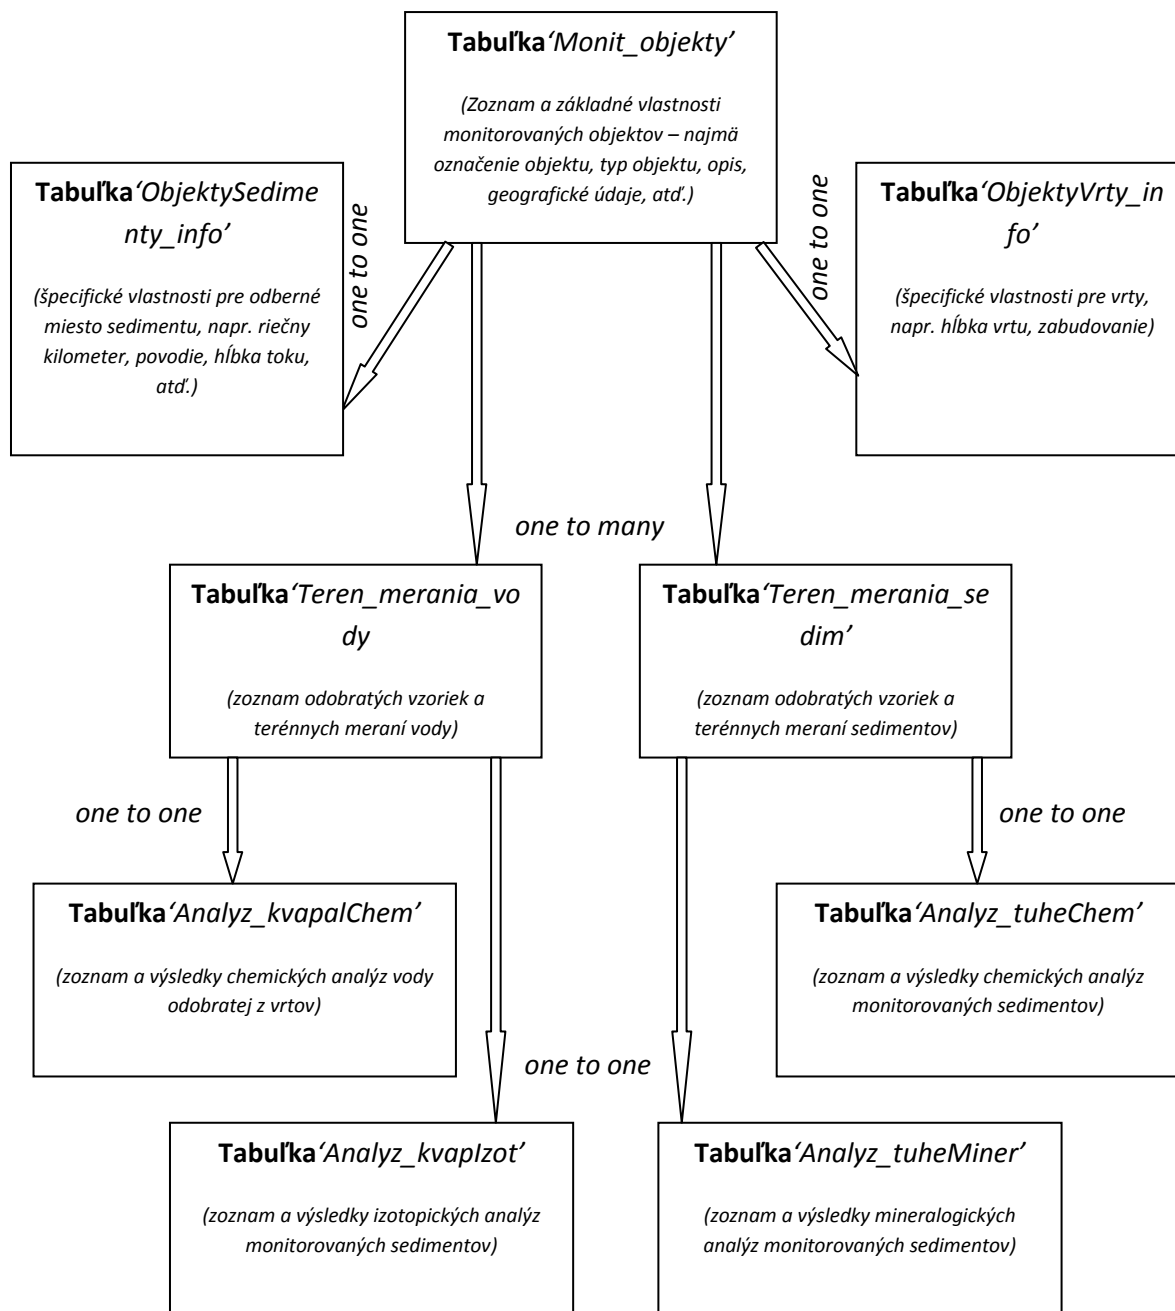 Tabuľka‘Monit_objekty’
(Zoznam a základné vlastnosti
monitorovaných objektov – najmä
označenie objektu, typ objektu, opis,
geografické údaje, atď.)
Tabuľka‘ObjektySedime
nty_info’
(špecifické vlastnosti pre odberné
miesto sedimentu, napr. riečny
kilometer, povodie, hĺbka toku,
atď.)
one to one
one to one
Tabuľka‘ObjektyVrty_in
fo’
(špecifické vlastnosti pre vrty,
napr. hĺbka vrtu, zabudovanie)
one to many
Tabuľka‘Teren_merania_vo
dy
(zoznam odobratých vzoriek a
terénnych meraní vody)
Tabuľka‘Teren_merania_se
dim’
(zoznam odobratých vzoriek a
terénnych meraní sedimentov)
one to one
one to one
Tabuľka‘Analyz_kvapalChem’
(zoznam a výsledky chemických analýz vody
odobratej z vrtov)
Tabuľka‘Analyz_tuheChem’
(zoznam a výsledky chemických analýz
monitorovaných sedimentov)
one to one
Tabuľka‘Analyz_kvapIzot’
(zoznam a výsledky izotopických analýz
monitorovaných sedimentov)
Tabuľka‘Analyz_tuheMiner’
(zoznam a výsledky mineralogických
analýz monitorovaných sedimentov)